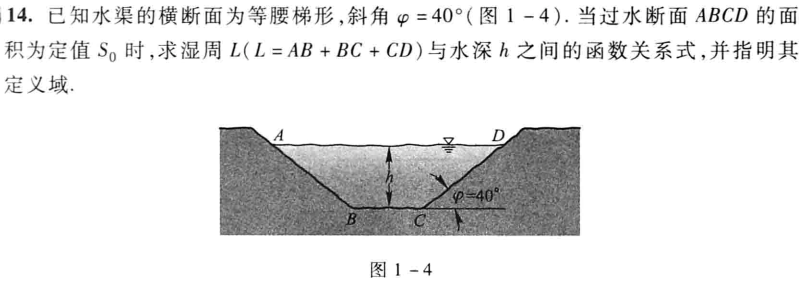 14. 已知水渠的横断面为等腰梯形,斜角 φ = 40°(图 1 - 4). 当过水断面 ABCD 的面
积为定值 S₀ 时,求湿周 L(L = AB + BC + CD)与水深 h 之间的函数关系式,并指明其
定义域.
A
D
h
φ=40°
B
C
图 1 - 4